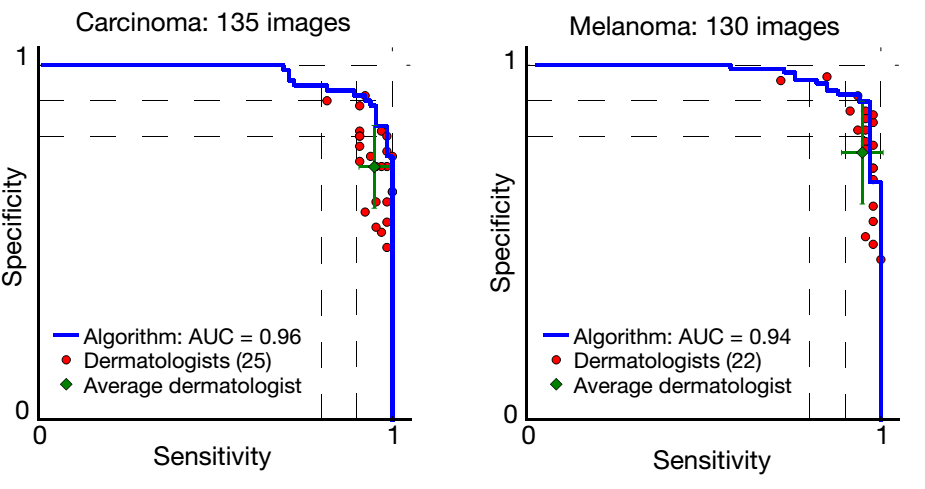 Carcinoma: 135 images
1
Specificity
Algorithm: AUC = 0.96
Dermatologists (25)
Average dermatologist
0
0
1
Sensitivity
Melanoma: 130 images
1
Specificity
Algorithm: AUC = 0.94
Dermatologists (22)
Average dermatologist
0
0
1
Sensitivity